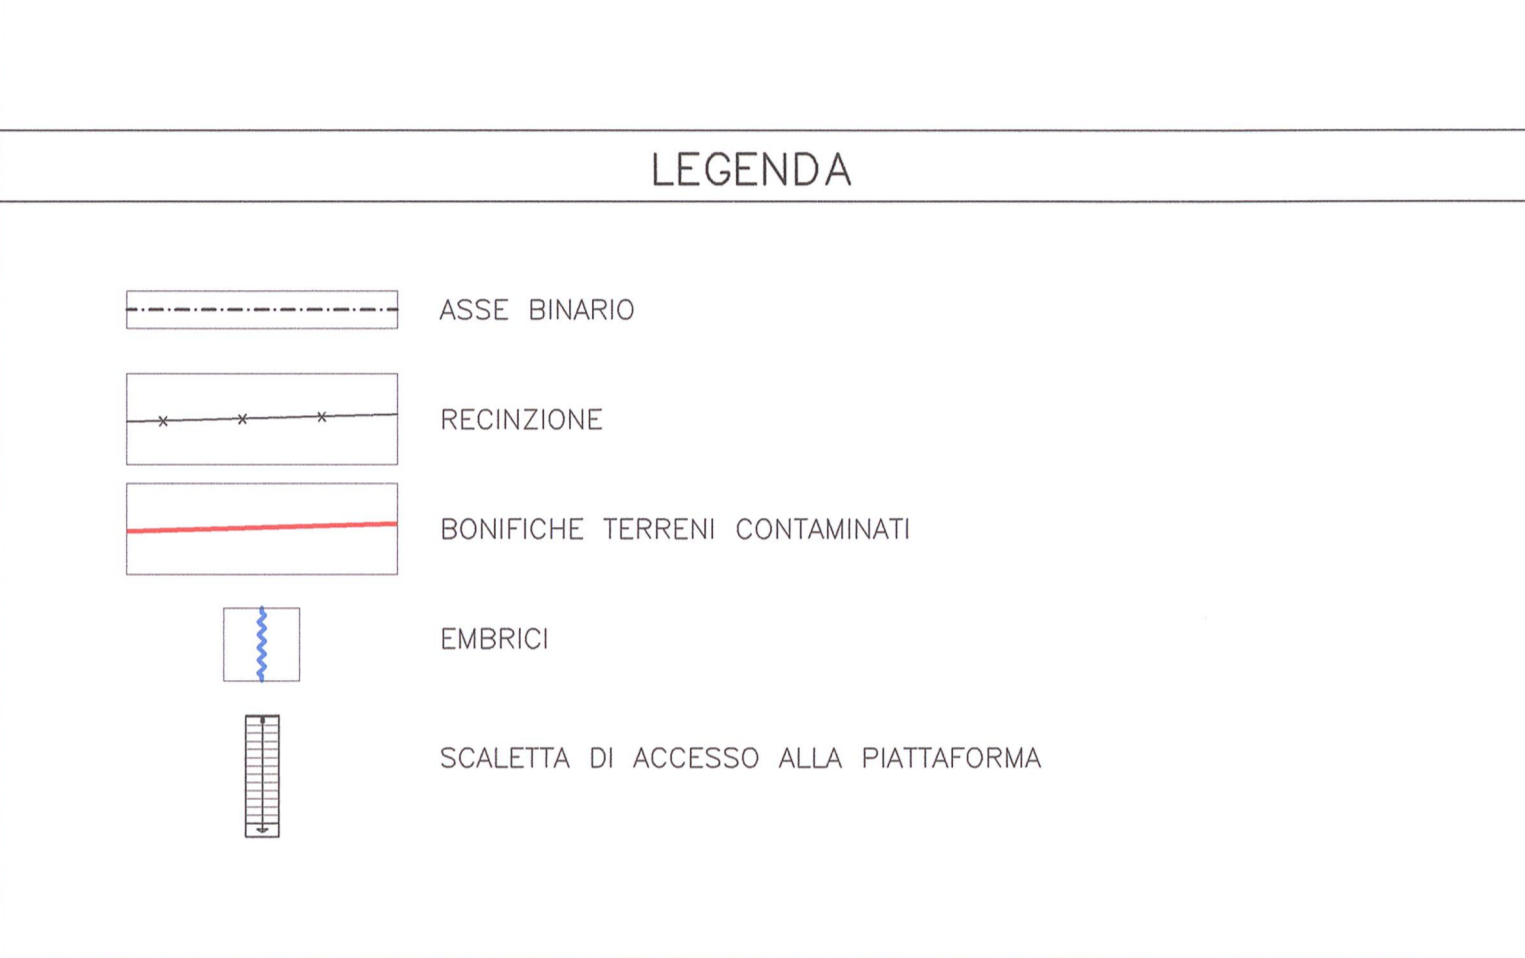 LEGENDA
ASSE BINARIO
RECINZIONE
BONIFICHE TERRENI CONTAMINATI
EMBRICI
SCALETTA DI ACCESSO ALLA PIATTAFORMA